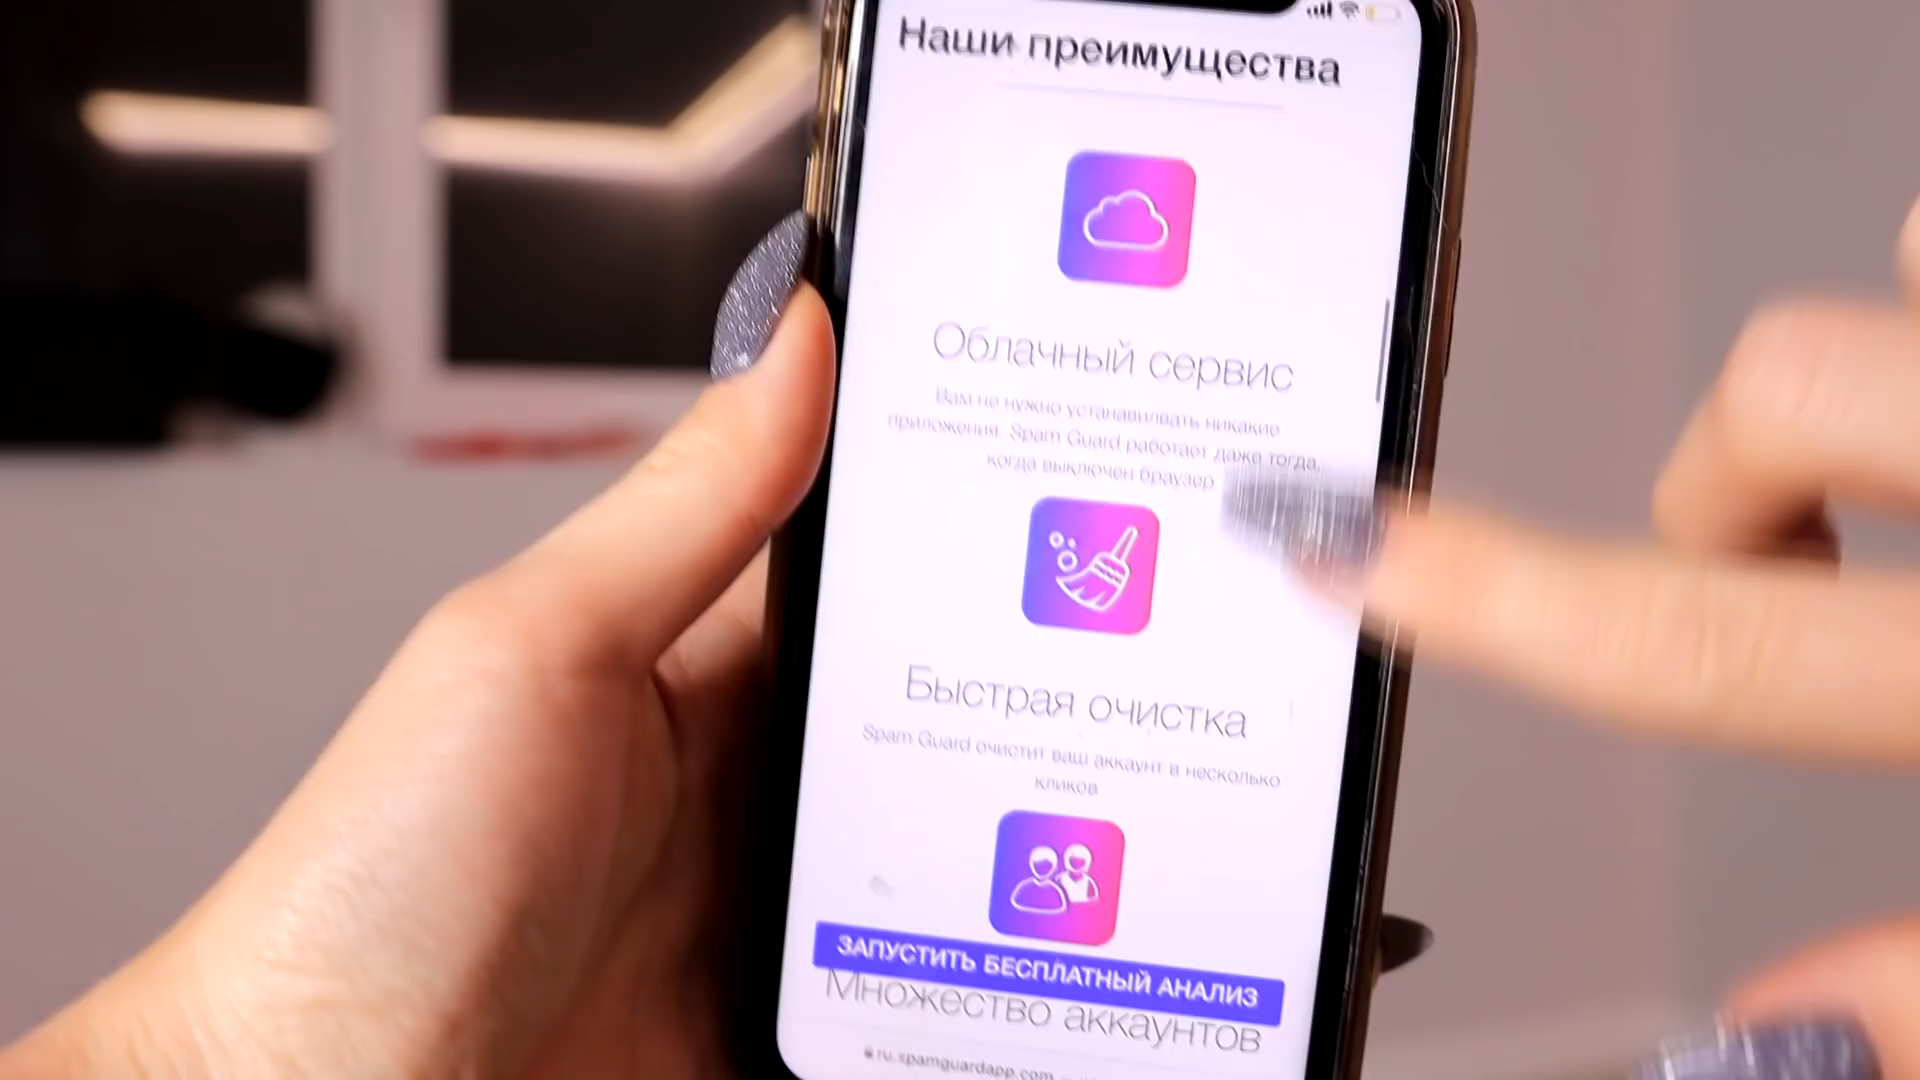 Наши преимущества
Облачный сервис
Вам не нужно устанавилвать никакие
приложения. Spam Guard работает даже тогда,
когда выключен браузер
Быстрая очистка
Spam Guard очистит ваш аккаунт в несколько
кликов
ЗАПУСТИТЬ БЕСПЛАТНЫЙ АНАЛИЗ
Множество аккаунтов
ru.spamguardapp.com